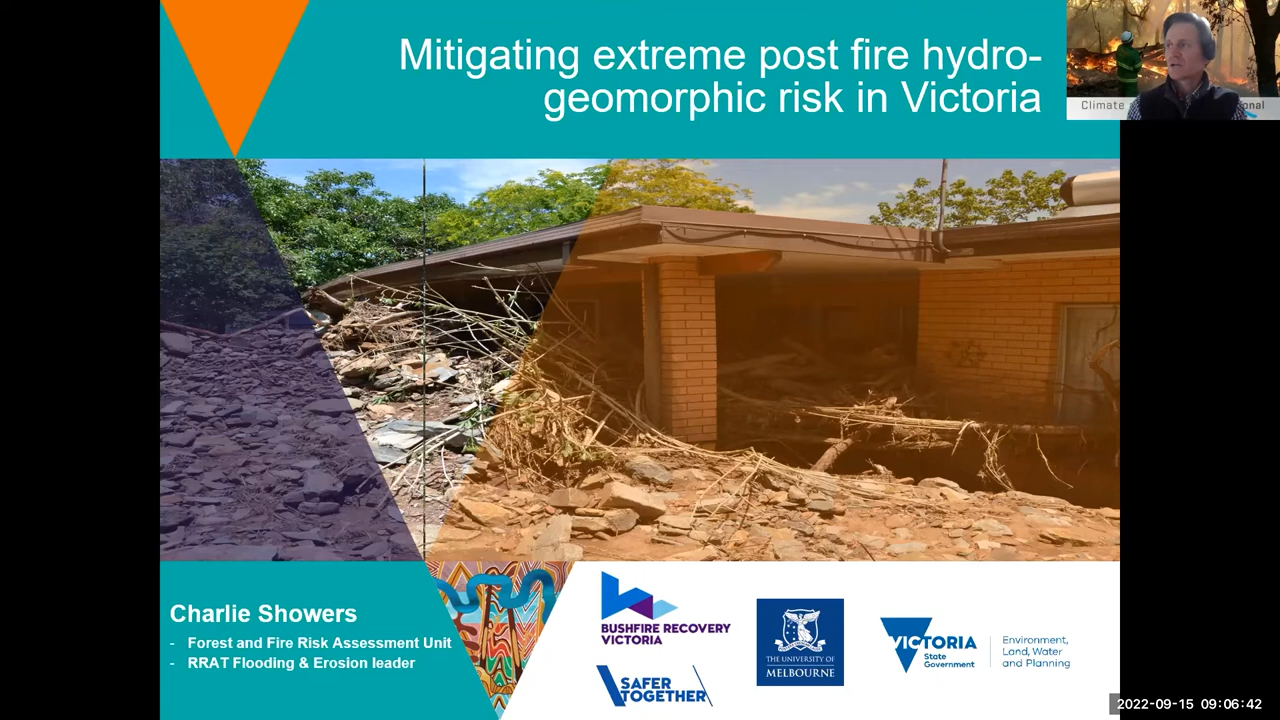 Mitigating extreme post fire hydro-
geomorphic risk in Victoria
Climate
onal
Charlie Showers
- Forest and Fire Risk Assessment Unit
- RRAT Flooding & Erosion leader
BUSHFIRE RECOVERY
VICTORIA
SAFER
TOGETHER
THE UNIVERSITY OF
MELBOURNE
VICTORIA
State
Government
Environment,
Land, Water
and Planning
2022-09-15 09:06:42